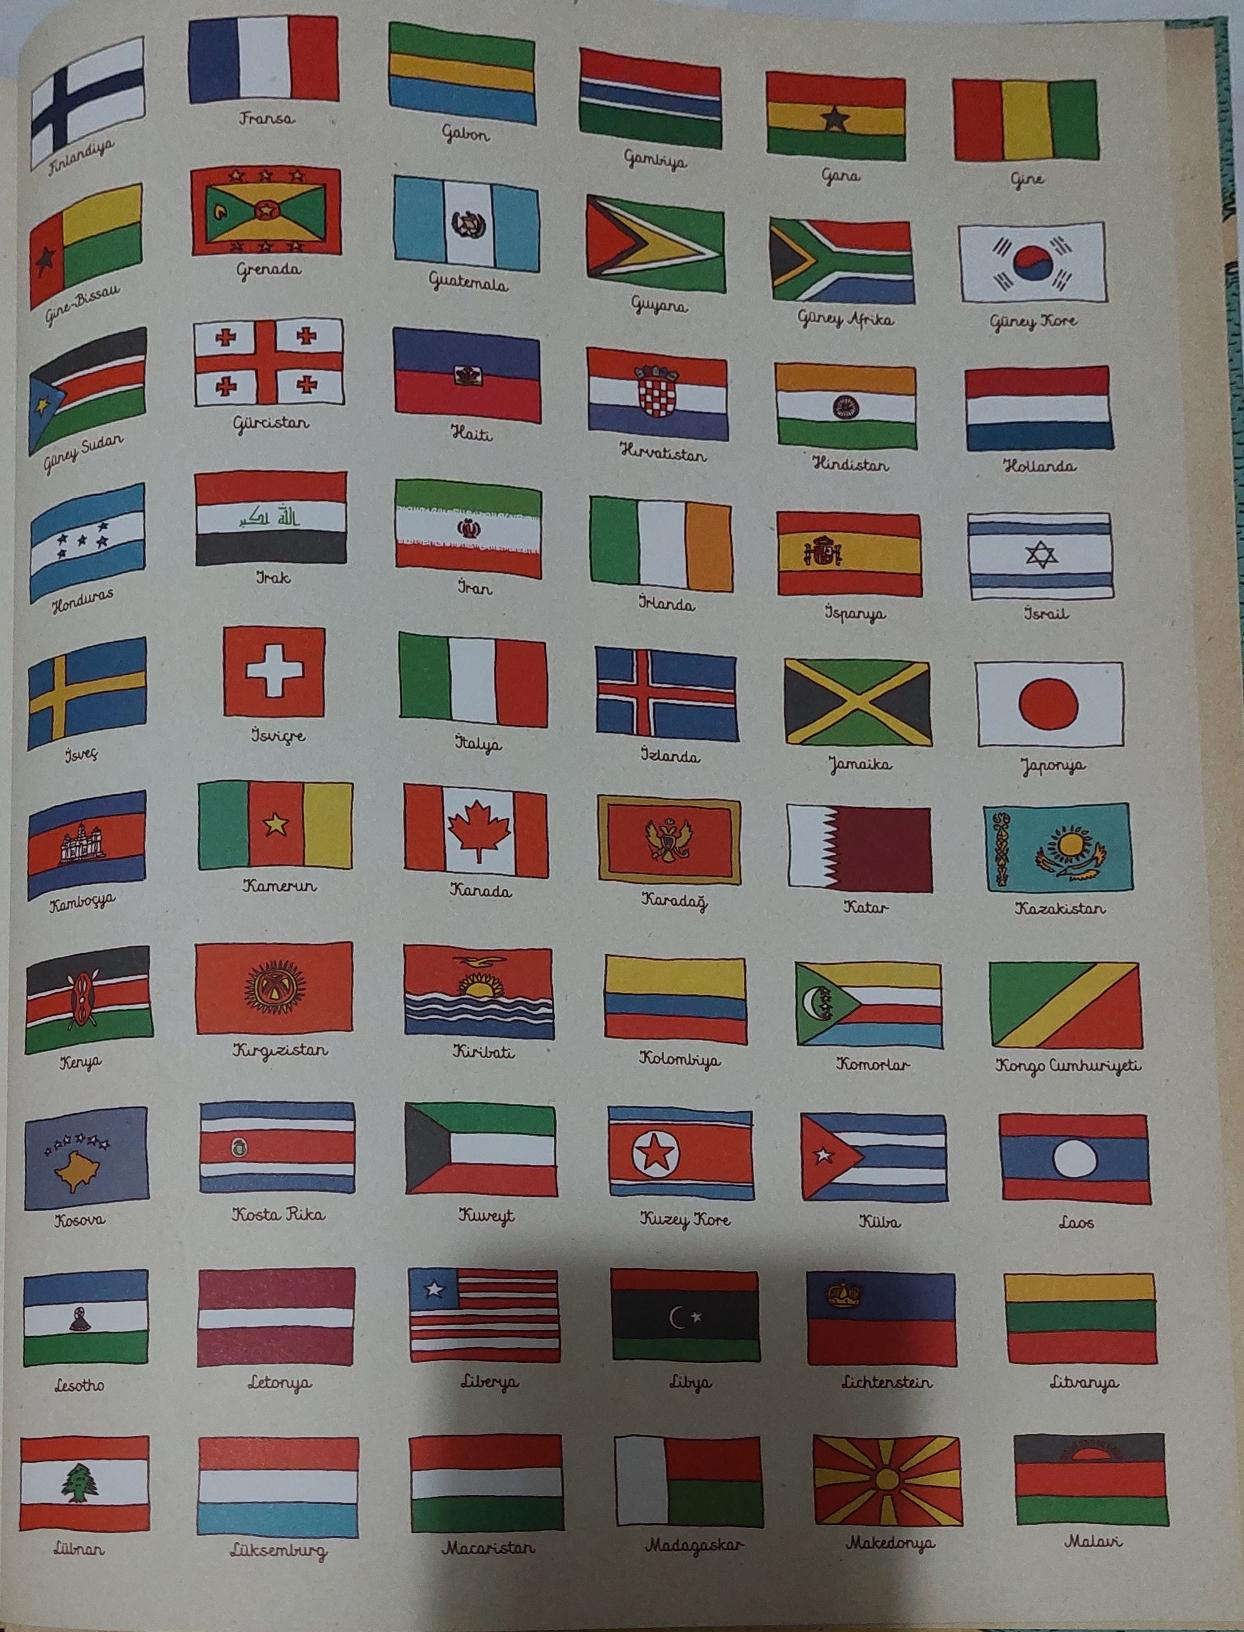 Finlandiya
Fransa
Gabon
Gambiya
Gana
Gine
Gine-Bissau
Grenada
Guatemala
Guyana
Güney Afrika
Güney Kore
Güney Sudan
Gürcistan
Haiti
Hırvatistan
Hindistan
Hollanda
Honduras
Irak
İran
İrlanda
İspanya
İsrail
İsveç
İsviçre
İtalya
İzlanda
Jamaika
Japonya
Kamboçya
Kamerun
Kanada
Karadağ
Katar
Kazakistan
Kenya
Kırgızistan
Kiribati
Kolombiya
Komorlar
Kongo Cumhuriyeti
Kosova
Kosta Rika
Kuveyt
Kuzey Kore
Küba
Laos
Lesotho
Letonya
Liberya
Libya
Lichtenstein
Litvanya
Lübnan
Lüksemburg
Macaristan
Madagaskar
Makedonya
Malavi